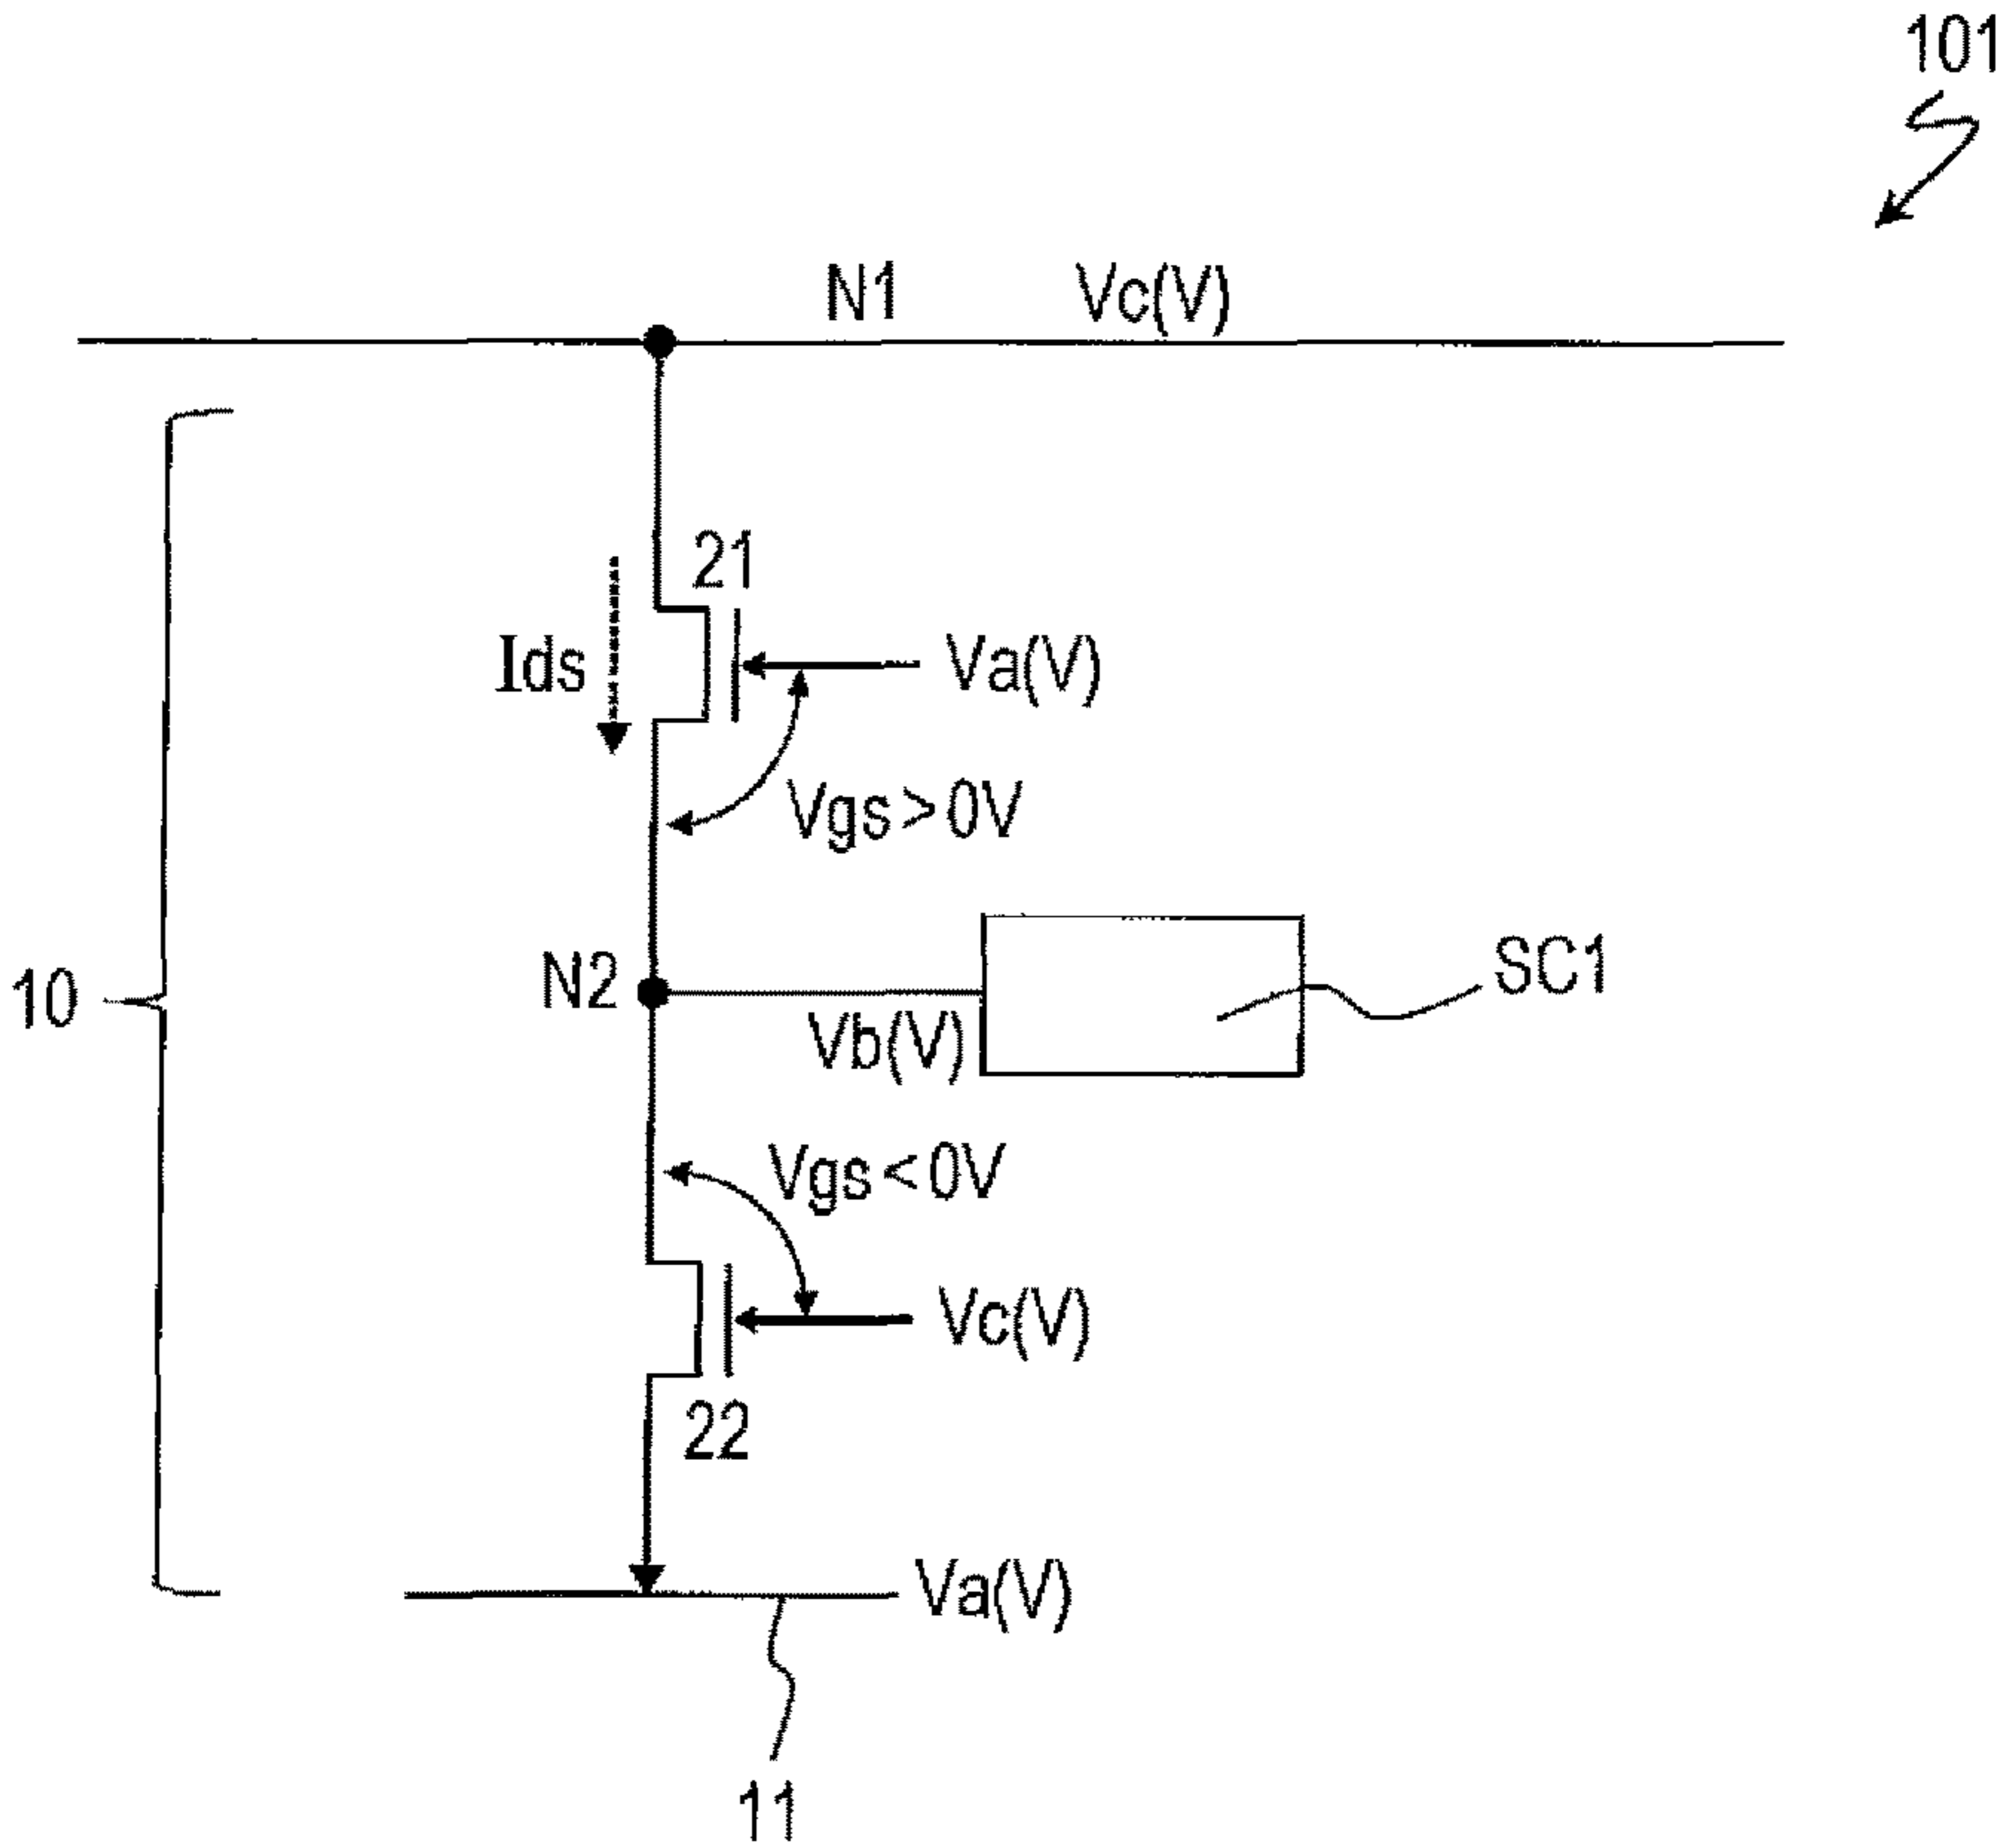 101
N1
Vc(V)
21
Ids
Va(V)
Vgs>0V
10
N2
SC1
Vb(V)
Vgs<0V
Vc(V)
22
Va(V)
11